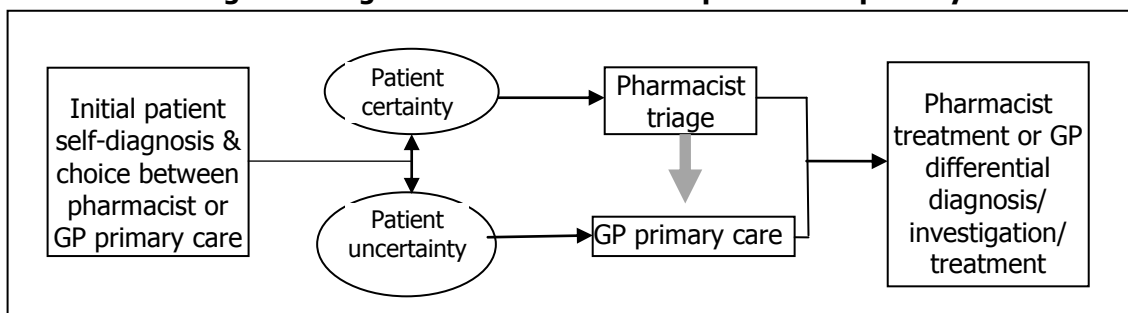 Initial patient
self-diagnosis &
choice between
pharmacist or
GP primary care
Patient
certainty
Patient
uncertainty
Pharmacist
triage
GP primary care
Pharmacist
treatment or GP
differential
diagnosis/
investigation/
treatment